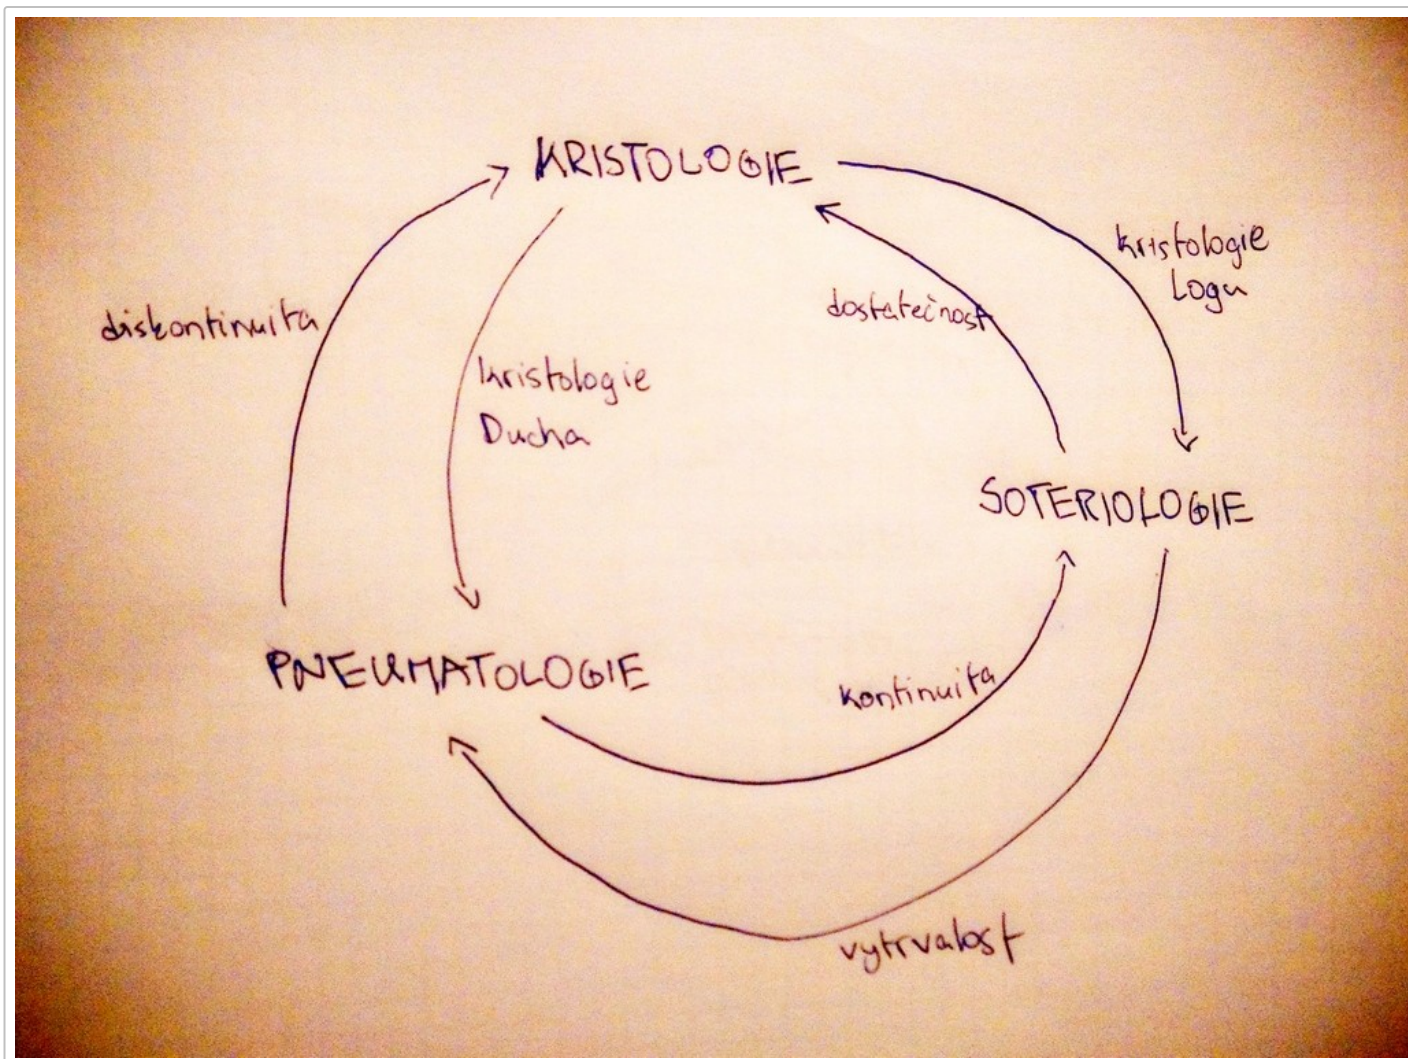 KRISTOLOGIE
kristologie
Logu
dostatečnost
diskontinuita
kristologie
Ducha
SOTERIOLOGIE
PNEUMATOLOGIE
kontinuita
vytrvalost